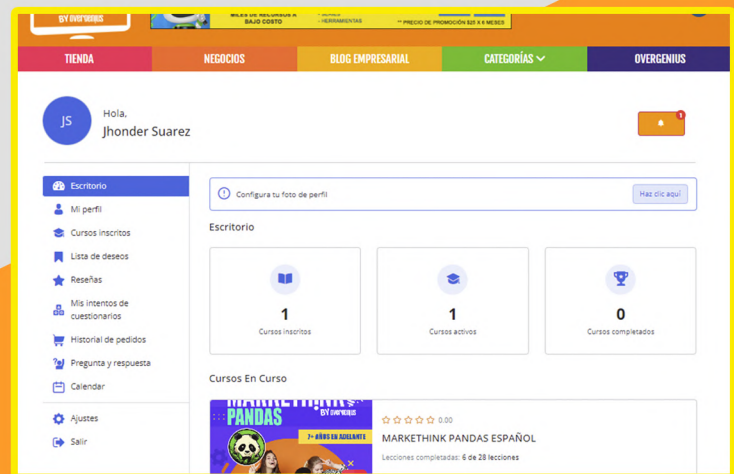 BY OVERGENIUS
MILES DE RECURSOS A
BAJO COSTO
- HERRAMIENTAS
** PRECIO DE PROMOCIÓN $25 X 6 MESES
TIENDA
NEGOCIOS
BLOG EMPRESARIAL
CATEGORÍAS
OVERGENIUS
JS
Hola,
Jhonder Suarez
1
Escritorio
Mi perfil
Cursos inscritos
Lista de deseos
Reseñas
Mis intentos de
cuestionarios
Historial de pedidos
Pregunta y respuesta
Calendar
Ajustes
Salir
Configura tu foto de perfil
Haz clic aquí
Escritorio
1
Cursos inscritos
1
Cursos activos
0
Cursos completados
Cursos En Curso
MARKETHINK
PANDAS
BY OVERGENIUS
7+ AÑOS EN ADELANTE
0.00
MARKETHINK PANDAS ESPAÑOL
Lecciones completadas: 6 de 28 lecciones